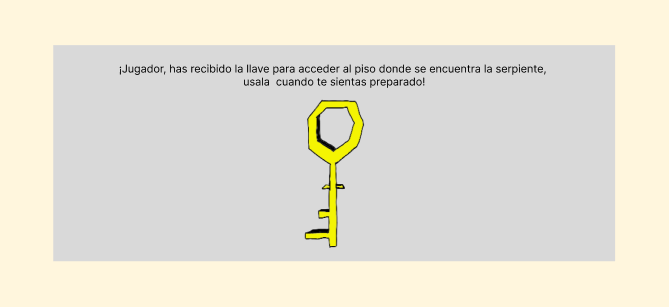 ¡Jugador, has recibido la llave para acceder al piso donde se encuentra la serpiente,
usala  cuando te sientas preparado!